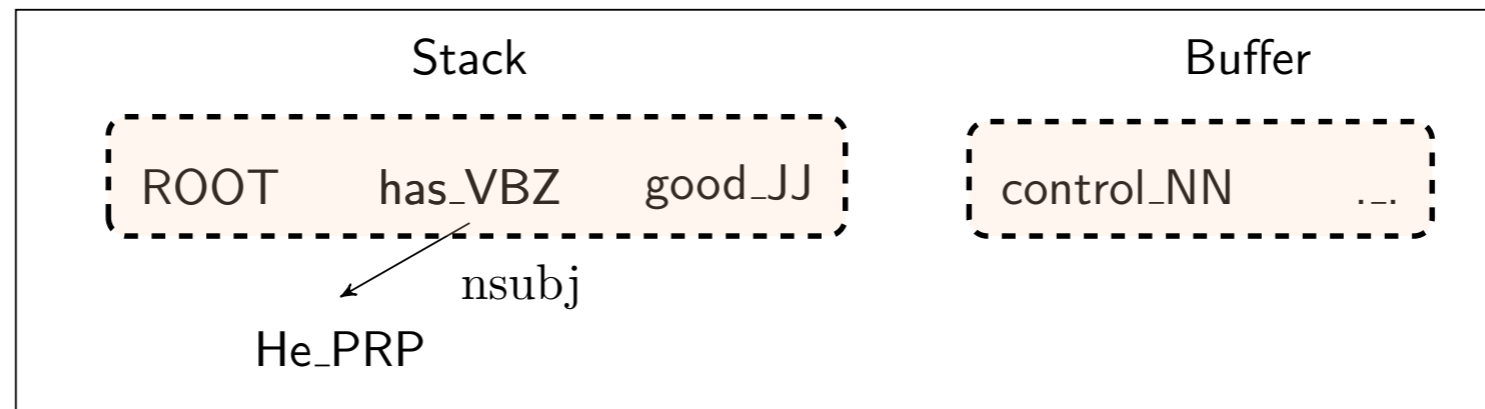 Stack Buffer
ROOT has_VBZ good_JJ control_NN ._.
nsubj
He_PRP